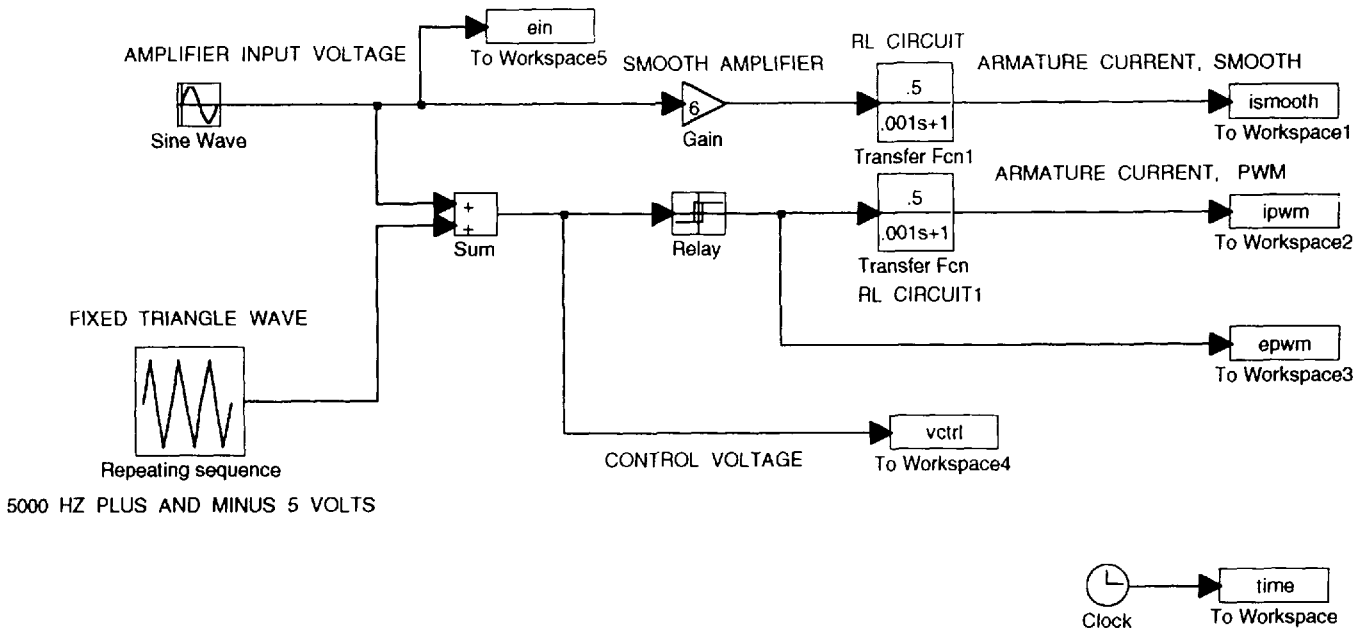 ein
To Workspace5
AMPLIFIER INPUT VOLTAGE
Sine Wave
SMOOTH AMPLIFIER
6
Gain
RL CIRCUIT
.5
.001s+1
Transfer Fcn1
ARMATURE CURRENT, SMOOTH
ismooth
To Workspace1
+
+
Sum
Relay
.5
.001s+1
Transfer Fcn
RL CIRCUIT1
ARMATURE CURRENT, PWM
ipwm
To Workspace2
FIXED TRIANGLE WAVE
Repeating sequence
5000 HZ PLUS AND MINUS 5 VOLTS
epwm
To Workspace3
vctrl
To Workspace4
CONTROL VOLTAGE
Clock
time
To Workspace